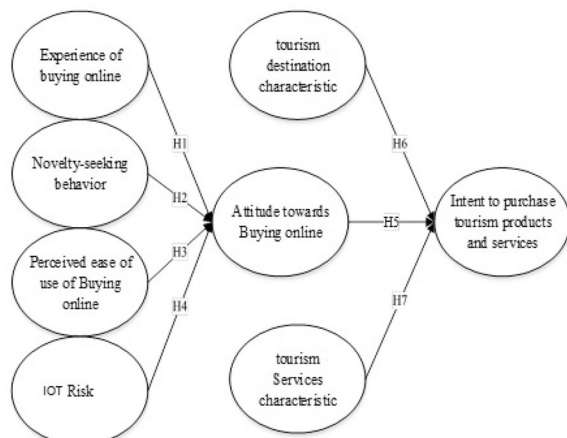 Experience of
buying online
Novelty-seeking
behavior
Perceived ease of
use of Buying
online
IOT Risk
H1
H2
H3
H4
tourism
destination
characteristic
Attitude towards
Buying online
tourism
Services
characteristic
H6
H5
H7
Intent to purchase
tourism products
and services